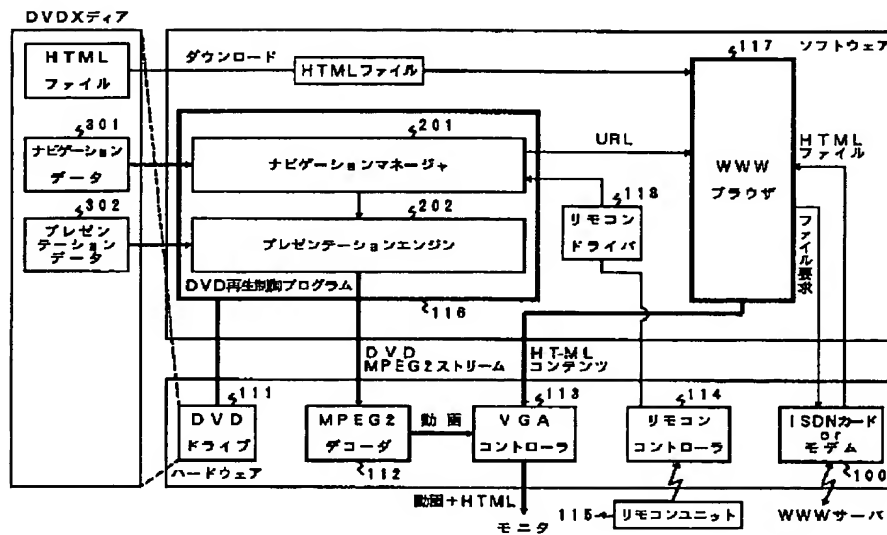 DVDXディア
HTML
ファイル
301
ナビゲーション
データ
302
プレゼン
テーション
データ
ダウンロード
HTMLファイル
117
ソフトウェア
WWW
ブラウザ
201
ナビゲーションマネージャ
URL
HTML
ファイル
202
プレゼンテーションエンジン
118
リモコン
ドライバ
ファイル要求
DVD再生制御プログラム
116
DVD
MPEG2ストリーム
HT-ML
コンテンツ
111
DVD
ドライブ
ハードウェア
MPEG2
デコーダ
112
動画
113
VGA
コントローラ
114
リモコン
コントローラ
ISDNカード
or
モデム
100
動画+HTML
モニタ
115
リモコンユニット
WWWサーバ